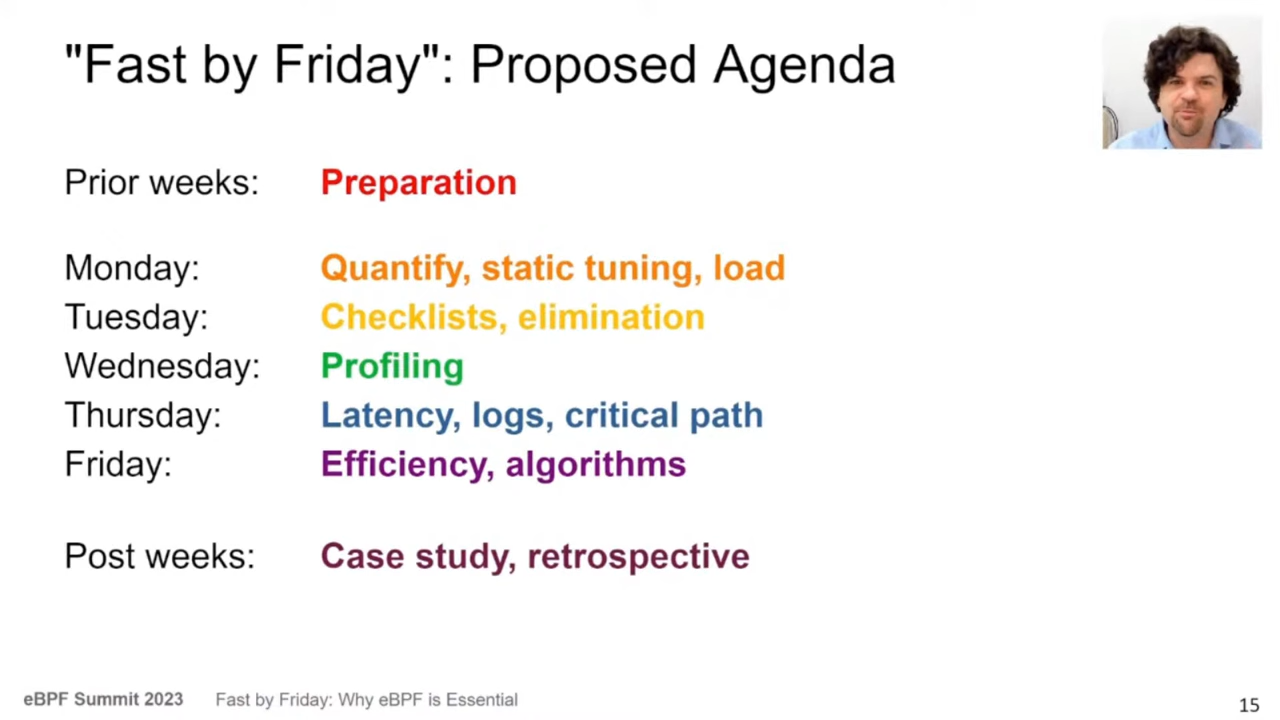 "Fast by Friday": Proposed Agenda
Prior weeks: Preparation
Monday: Quantify, static tuning, load
Tuesday: Checklists, elimination
Wednesday: Profiling
Thursday: Latency, logs, critical path
Friday: Efficiency, algorithms
Post weeks: Case study, retrospective
eBPF Summit 2023 Fast by Friday: Why eBPF is Essential 15